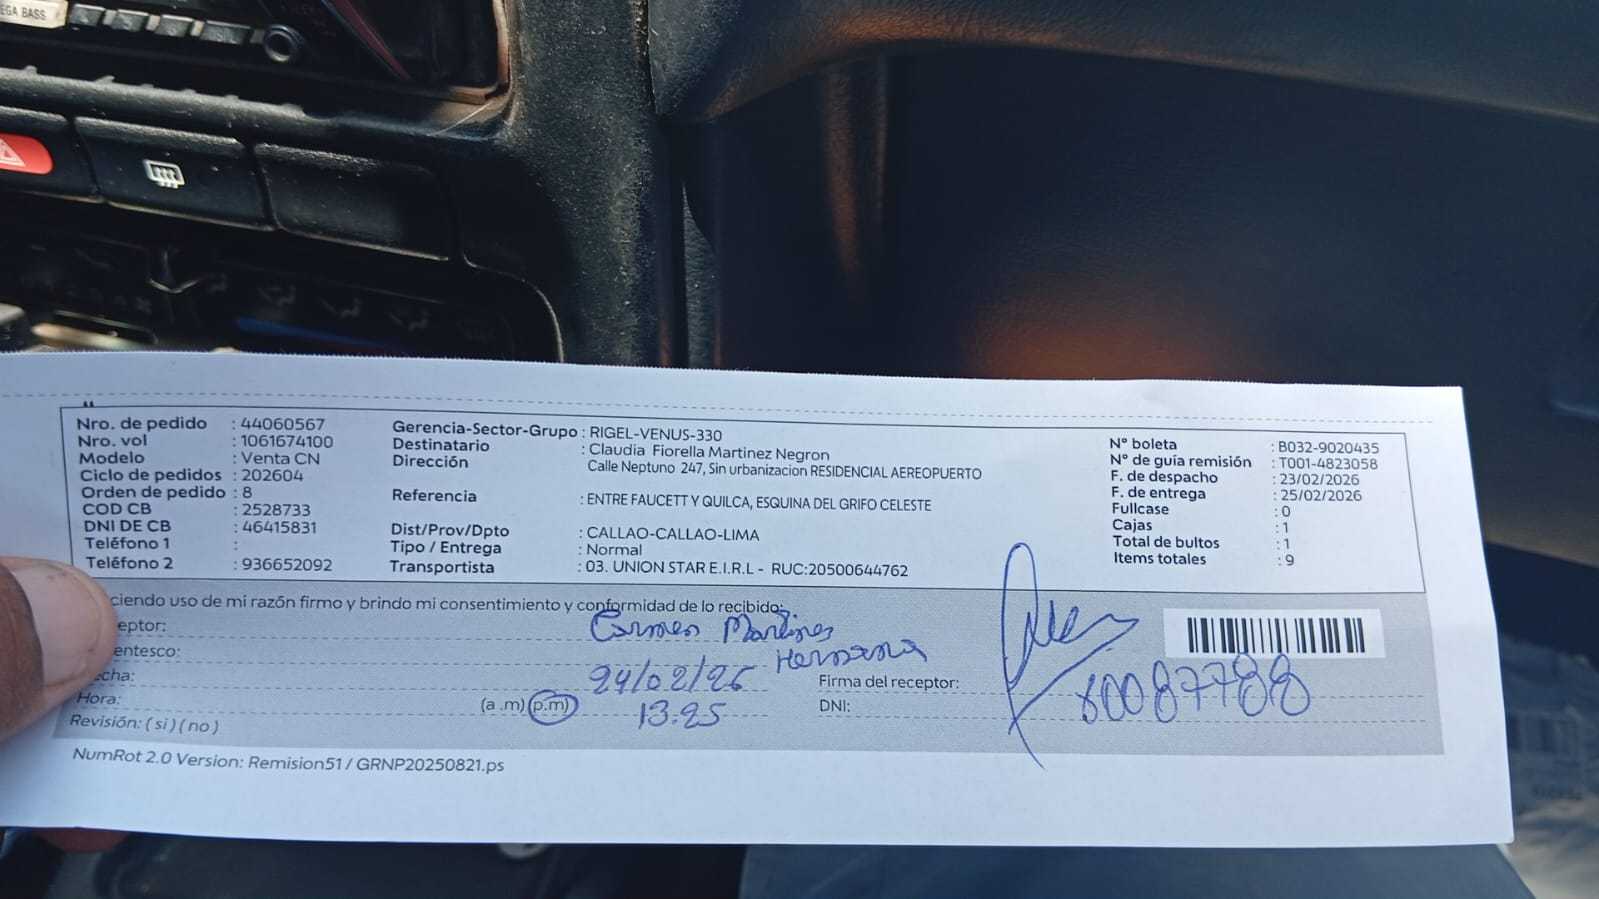 EGA BASS
Nro. de pedido : 44060567
Nro. vol : 1061674100
Modelo : Venta CN
Ciclo de pedidos : 202604
Orden de pedido : 8
COD CB : 2528733
DNI DE CB : 46415831
Teléfono 1 :
Teléfono 2 : 936652092
Gerencia-Sector-Grupo : RIGEL-VENUS-330
Destinatario : Claudia Fiorella Martinez Negron
Dirección Calle Neptuno 247, Sin urbanizacion RESIDENCIAL AEREOPUERTO
Referencia : ENTRE FAUCETT Y QUILCA, ESQUINA DEL GRIFO CELESTE
Dist/Prov/Dpto : CALLAO-CALLAO-LIMA
Tipo / Entrega : Normal
Transportista : 03. UNION STAR E.I.R.L - RUC:20500644762
N° boleta : B032-9020435
N° de guía remisión : T001-4823058
F. de despacho : 23/02/2026
F. de entrega : 25/02/2026
Fullcase : 0
Cajas : 1
Total de bultos : 1
Items totales : 9
ciendo uso de mi razón firmo y brindo mi consentimiento y conformidad de lo recibido:
eptor: Carmen Martines
entesco: Hermana
cha: 24/02/26
Hora: (a .m) (p.m) 13.25
Revisión: ( si ) ( no )
Firma del receptor:
DNI: 80087788
NumRot 2.0 Version: Remision51 / GRNP20250821.ps